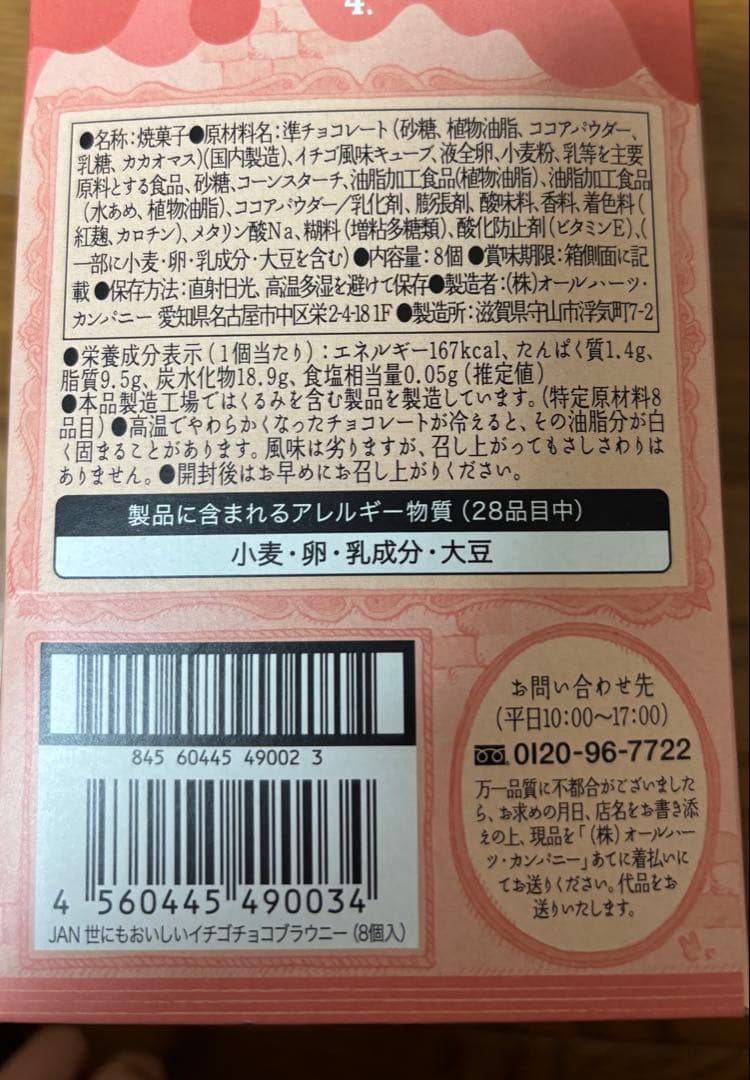 4.
●名称:焼菓子●原材料名:準チョコレート(砂糖、植物油脂、ココアパウダー、
乳糖、カカオマス)(国内製造)、イチゴ風味キューブ、液全卵、小麦粉、乳等を主要
原料とする食品、砂糖、コーンスターチ、油脂加工食品(植物油脂)、油脂加工食品
(水あめ、植物油脂)、ココアパウダー/乳化剤、膨張剤、酸味料、香料、着色料(
紅麹、カロチン)、メタリン酸Na、糊料(増粘多糖類)、酸化防止剤(ビタミンE)、(
一部に小麦・卵・乳成分・大豆を含む)●内容量:8個●賞味期限:箱側面に記
載●保存方法:直射日光、高温多湿を避けて保存●製造者:(株)オールハーツ・
カンパニー 愛知県名古屋市中区栄2-4-18 1F●製造所:滋賀県守山市浮気町7-2
●栄養成分表示(1個当たり):エネルギー167kcal、たんぱく質1.4g、
脂質9.5g、炭水化物18.9g、食塩相当量0.05g(推定値)
●本品製造工場ではくるみを含む製品を製造しています。(特定原材料8
品目)●高温でやわらかくなったチョコレートが冷えると、その油脂分が白
く固まることがあります。風味は劣りますが、召し上がってもさしさわりは
ありません。●開封後はお早めにお召し上がりください。
製品に含まれるアレルギー物質(28品目中)
小麦・卵・乳成分・大豆
845 60445 49002 3
4 560445 490034
JAN 世にもおいしいイチゴチョコブラウニー(8個入)
お問い合わせ先
(平日10:00〜17:00)
0120-96-7722
万一品質に不都合がございました
ら、お求めの月日、店名をお書き添
えの上、現品を「(株)オールハー
ツ・カンパニー」あてに着払いに
てお送りください。代品をお
送りいたします。